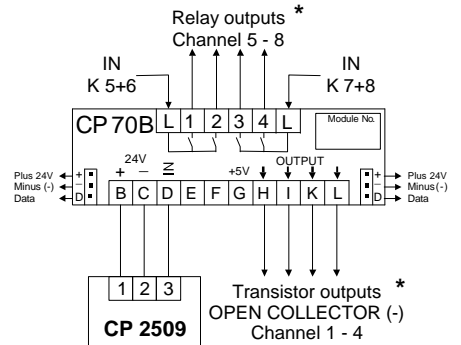 Relay outputs *
Channel 5 - 8
IN
K 5+6
IN
K 7+8
CP 70B L 1 2 3 4 L Module No.
24V +5V OUTPUT
+ – IN
Plus 24V + + Plus 24V
Minus (-) – – Minus(-)
Data D D Data
B C D E F G H I K L
1 2 3
CP 2509
Transistor outputs *
OPEN COLLECTOR (-)
Channel 1 - 4